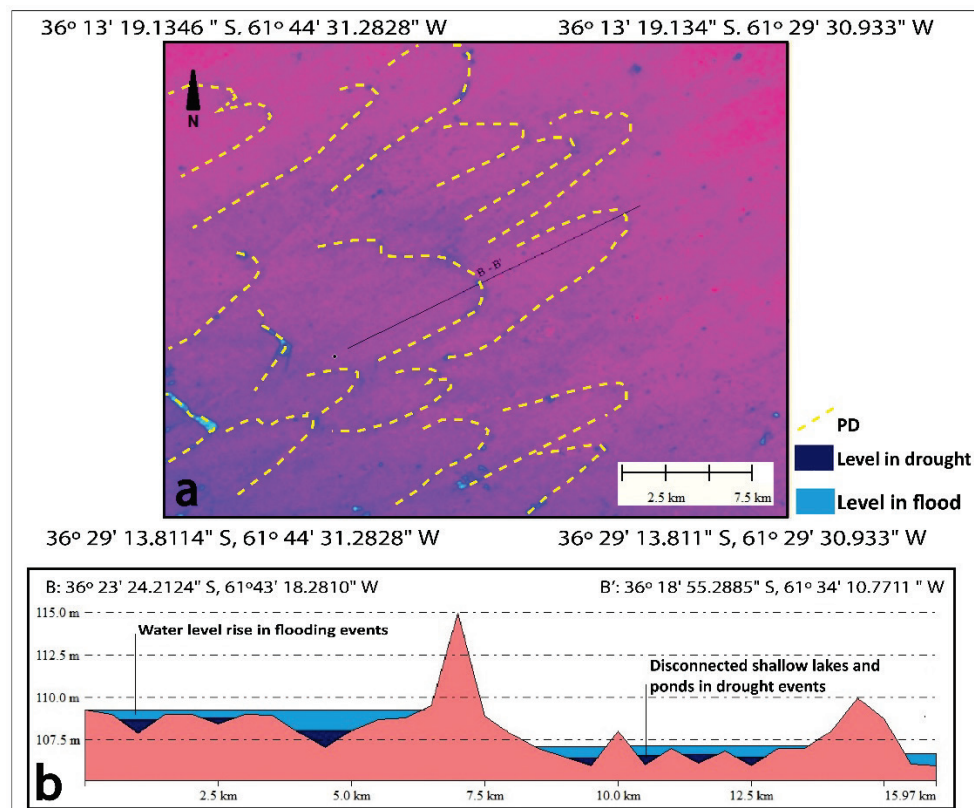 36º 13' 19.1346 " S, 61º 44' 31.2828" W
36º 13' 19.134" S. 61º 29' 30.933" W
N
B - B'
PD
Level in drought
Level in flood
2.5 km
7.5 km
a
36º 29' 13.8114" S, 61º 44' 31.2828" W
36º 29' 13.811" S, 61º 29' 30.933" W
B: 36º 23' 24.2124" S, 61º43' 18.2810" W
B': 36º 18' 55.2885" S, 61º 34' 10.7711 " W
115.0 m
Water level rise in flooding events
112.5 m
Disconnected shallow lakes and
ponds in drought events
110.0 m
107.5 m
b
2.5 km
5.0 km
7.5 km
10.0 km
12.5 km
15.97 km